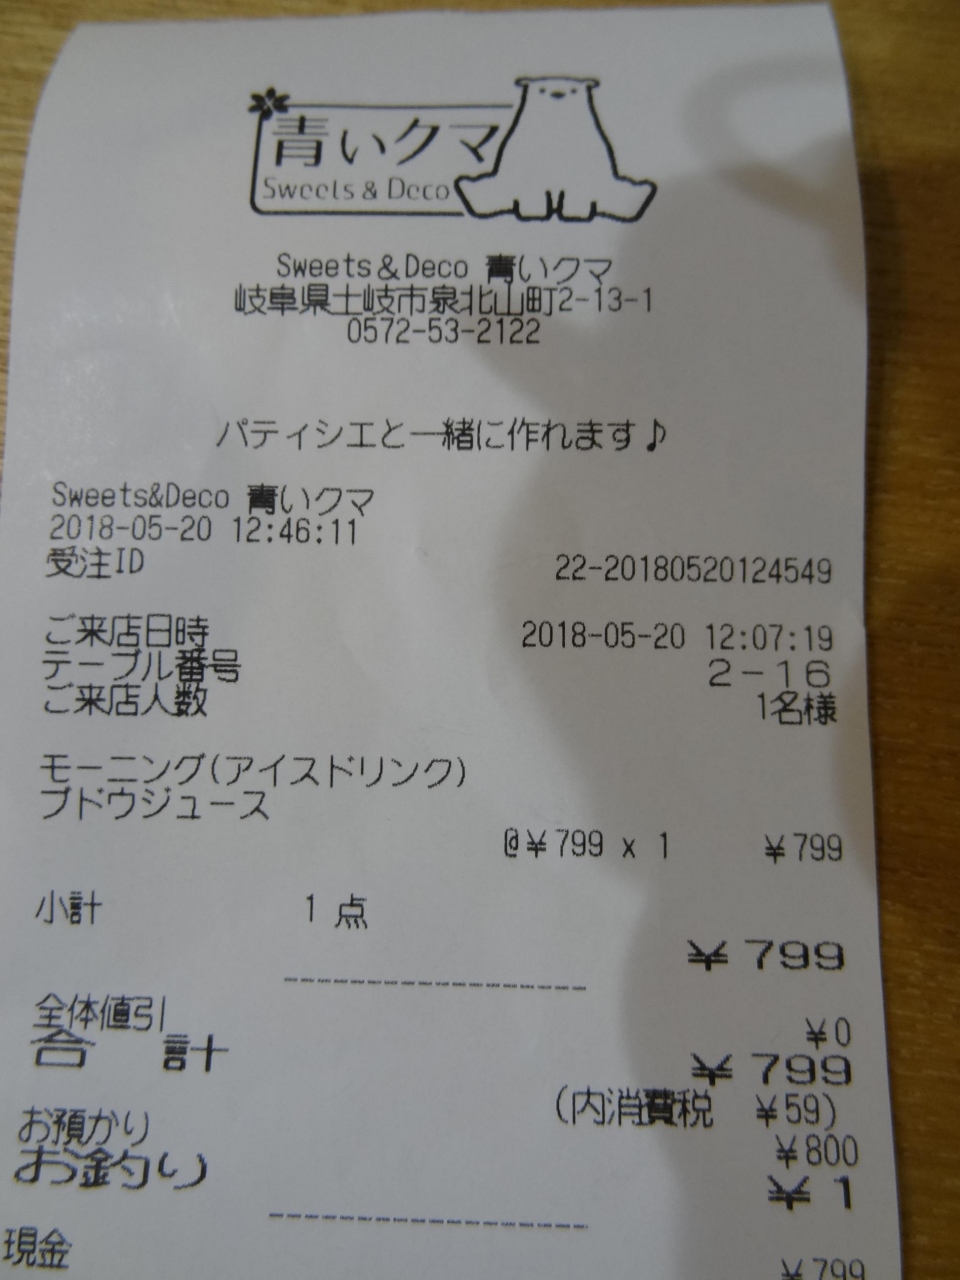 青いクマ
Sweets & Deco
Sweets&Deco 青いクマ
岐阜県土岐市泉北山町2-13-1
0572-53-2122
パティシエと一緒に作れます♪
Sweets&Deco 青いクマ
2018-05-20 12:46:11
受注ID 22-20180520124549
ご来店日時 2018-05-20 12:07:19
テーブル番号 2-16
ご来店人数 1名様
モーニング(アイスドリンク)
ブドウジュース
@¥799 x 1 ¥799
小計 1 点
¥799
全体値引 ¥0
合 計 ¥799
(内消費税 ¥59)
お預かり ¥800
お釣り ¥1
現金 ¥799